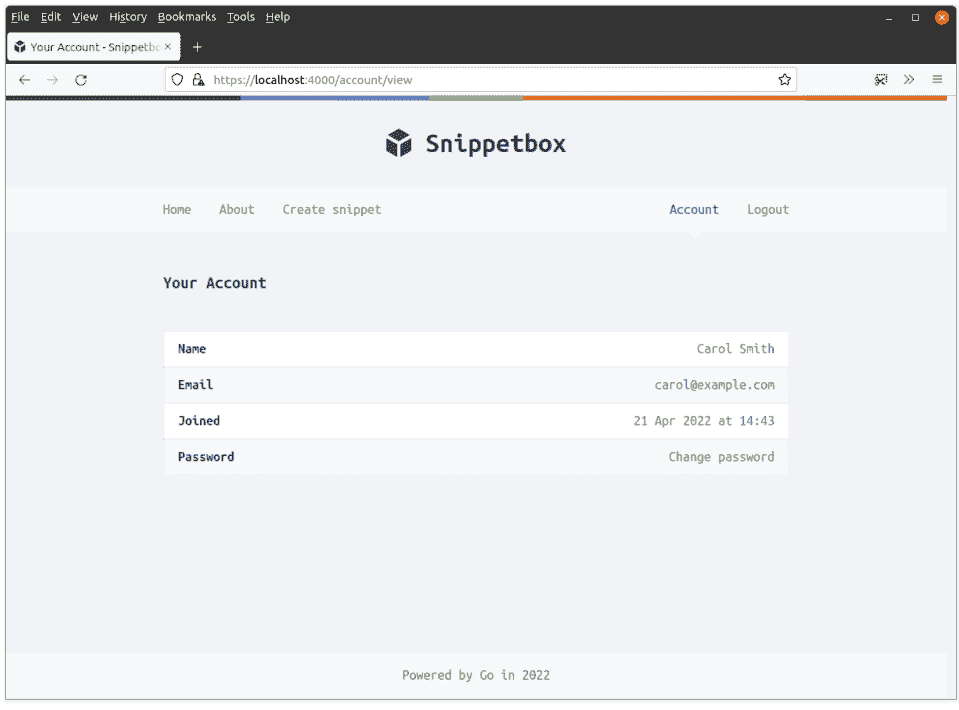 File Edit View History Bookmarks Tools Help
Your Account - Snippetbo
https://localhost:4000/account/view
Snippetbox
Home About Create snippet Account Logout
Your Account
Name Carol Smith
Email carol@example.com
Joined 21 Apr 2022 at 14:43
Password Change password
Powered by Go in 2022